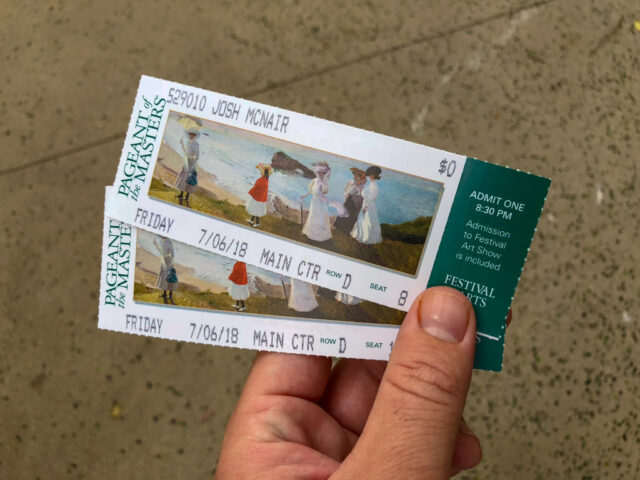 529010 JOSH MCNAIR
$0
PAGEANT of
the MASTERS
FRIDAY 7/06/18 MAIN CTR ROW D SEAT 8
ADMIT ONE
8:30 PM
Admission
to Festival
Art Show
is included
FESTIVAL
PAGEANT of
the MASTERS
FRIDAY 7/06/18 MAIN CTR ROW D SEAT